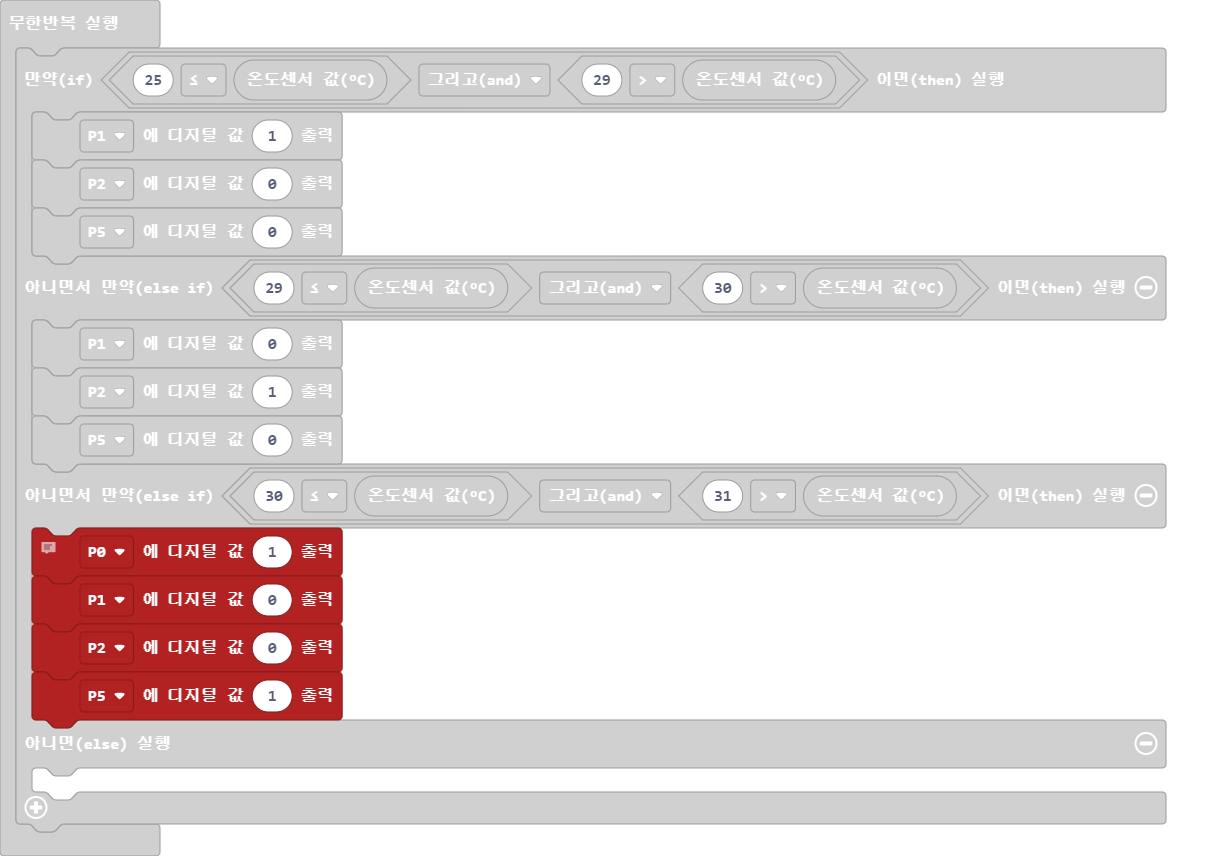 무한반복 실행
만약(if) 25 ≤ 온도센서 값(ºC) 그리고(and) 29 > 온도센서 값(ºC) 이면(then) 실행
P1 에 디지털 값 1 출력
P2 에 디지털 값 0 출력
P5 에 디지털 값 0 출력
아니면서 만약(else if) 29 ≤ 온도센서 값(ºC) 그리고(and) 30 > 온도센서 값(ºC) 이면(then) 실행
P1 에 디지털 값 0 출력
P2 에 디지털 값 1 출력
P5 에 디지털 값 0 출력
아니면서 만약(else if) 30 ≤ 온도센서 값(ºC) 그리고(and) 31 > 온도센서 값(ºC) 이면(then) 실행
P0 에 디지털 값 1 출력
P1 에 디지털 값 0 출력
P2 에 디지털 값 0 출력
P5 에 디지털 값 1 출력
아니면(else) 실행